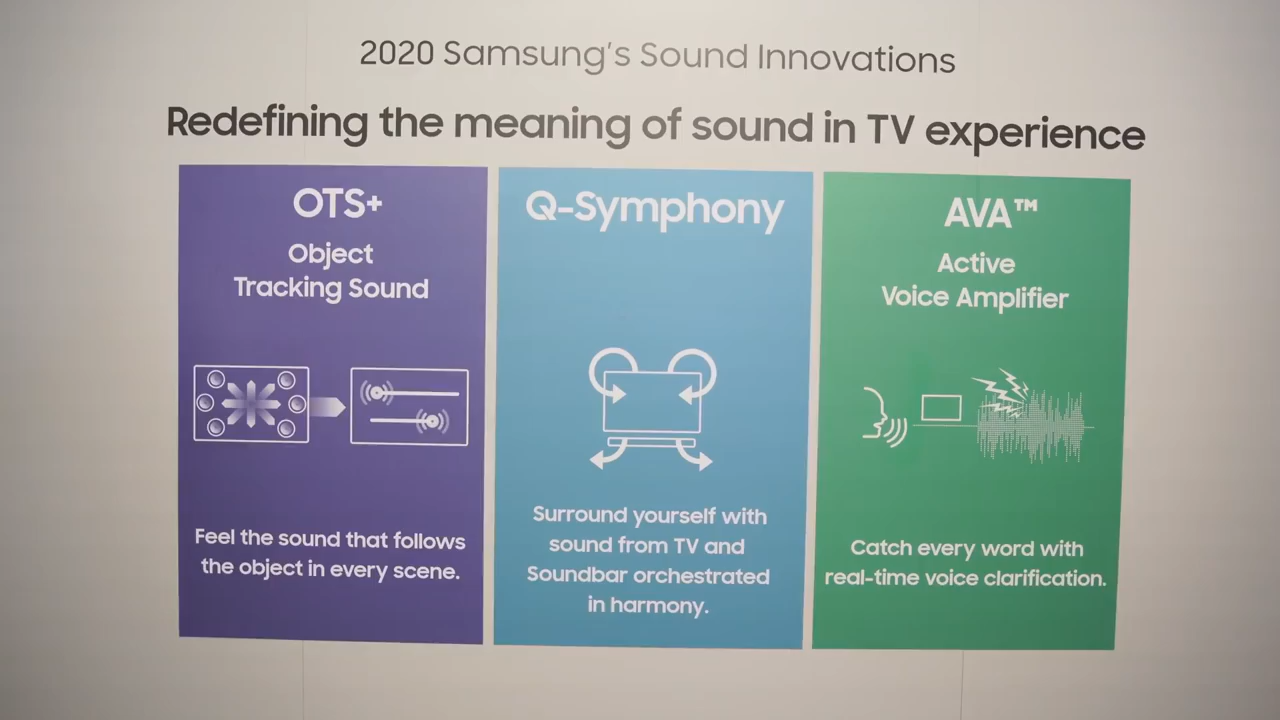 2020 Samsung's Sound Innovations
Redefining the meaning of sound in TV experience
OTS+
Object
Tracking Sound
Feel the sound that follows
the object in every scene.
Q-Symphony
Surround yourself with
sound from TV and
Soundbar orchestrated
in harmony.
AVA™
Active
Voice Amplifier
Catch every word with
real-time voice clarification.